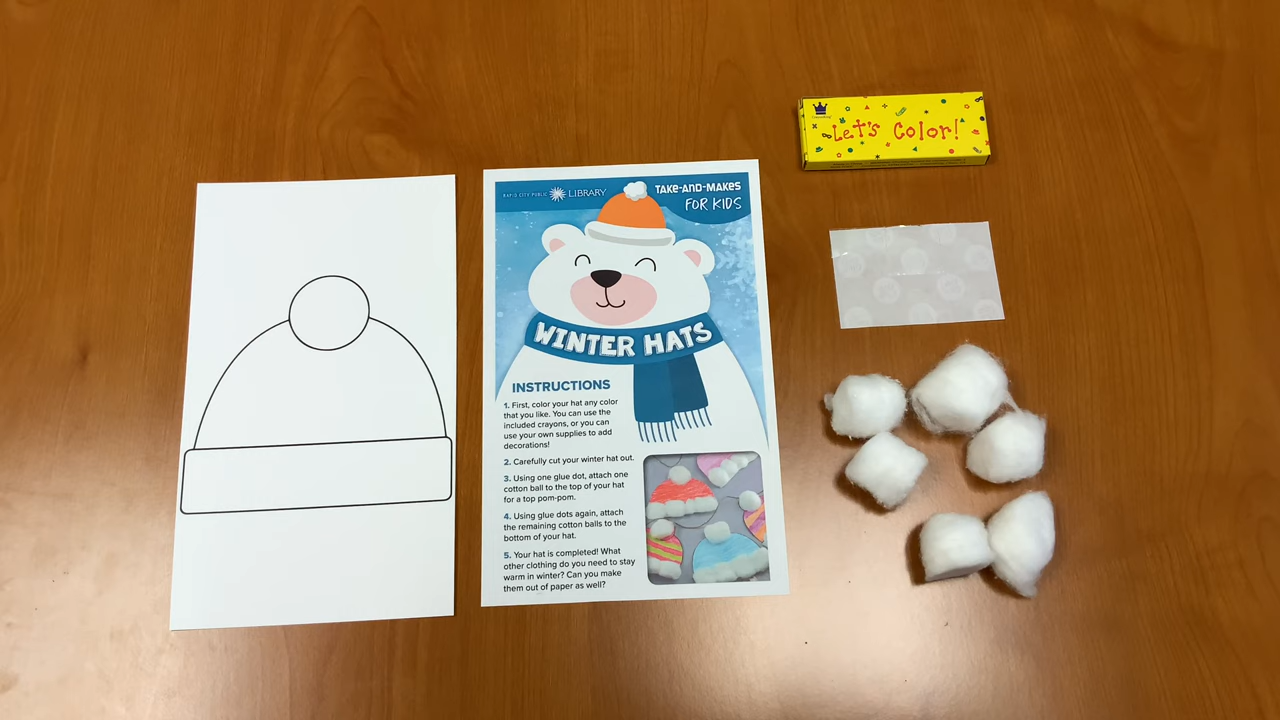 RAPID CITY PUBLIC LIBRARY
TAKE-AND-MAKES
FOR KIDS
WINTER HATS
INSTRUCTIONS
1. First, color your hat any color
that you like. You can use the
included crayons, or you can
use your own supplies to add
decorations!
2. Carefully cut your winter hat out.
3. Using one glue dot, attach one
cotton ball to the top of your hat
for a top pom-pom.
4. Using glue dots again, attach
the remaining cotton balls to the
bottom of your hat.
5. Your hat is completed! What
other clothing do you need to stay
warm in winter? Can you make
them out of paper as well?
Let's Color!